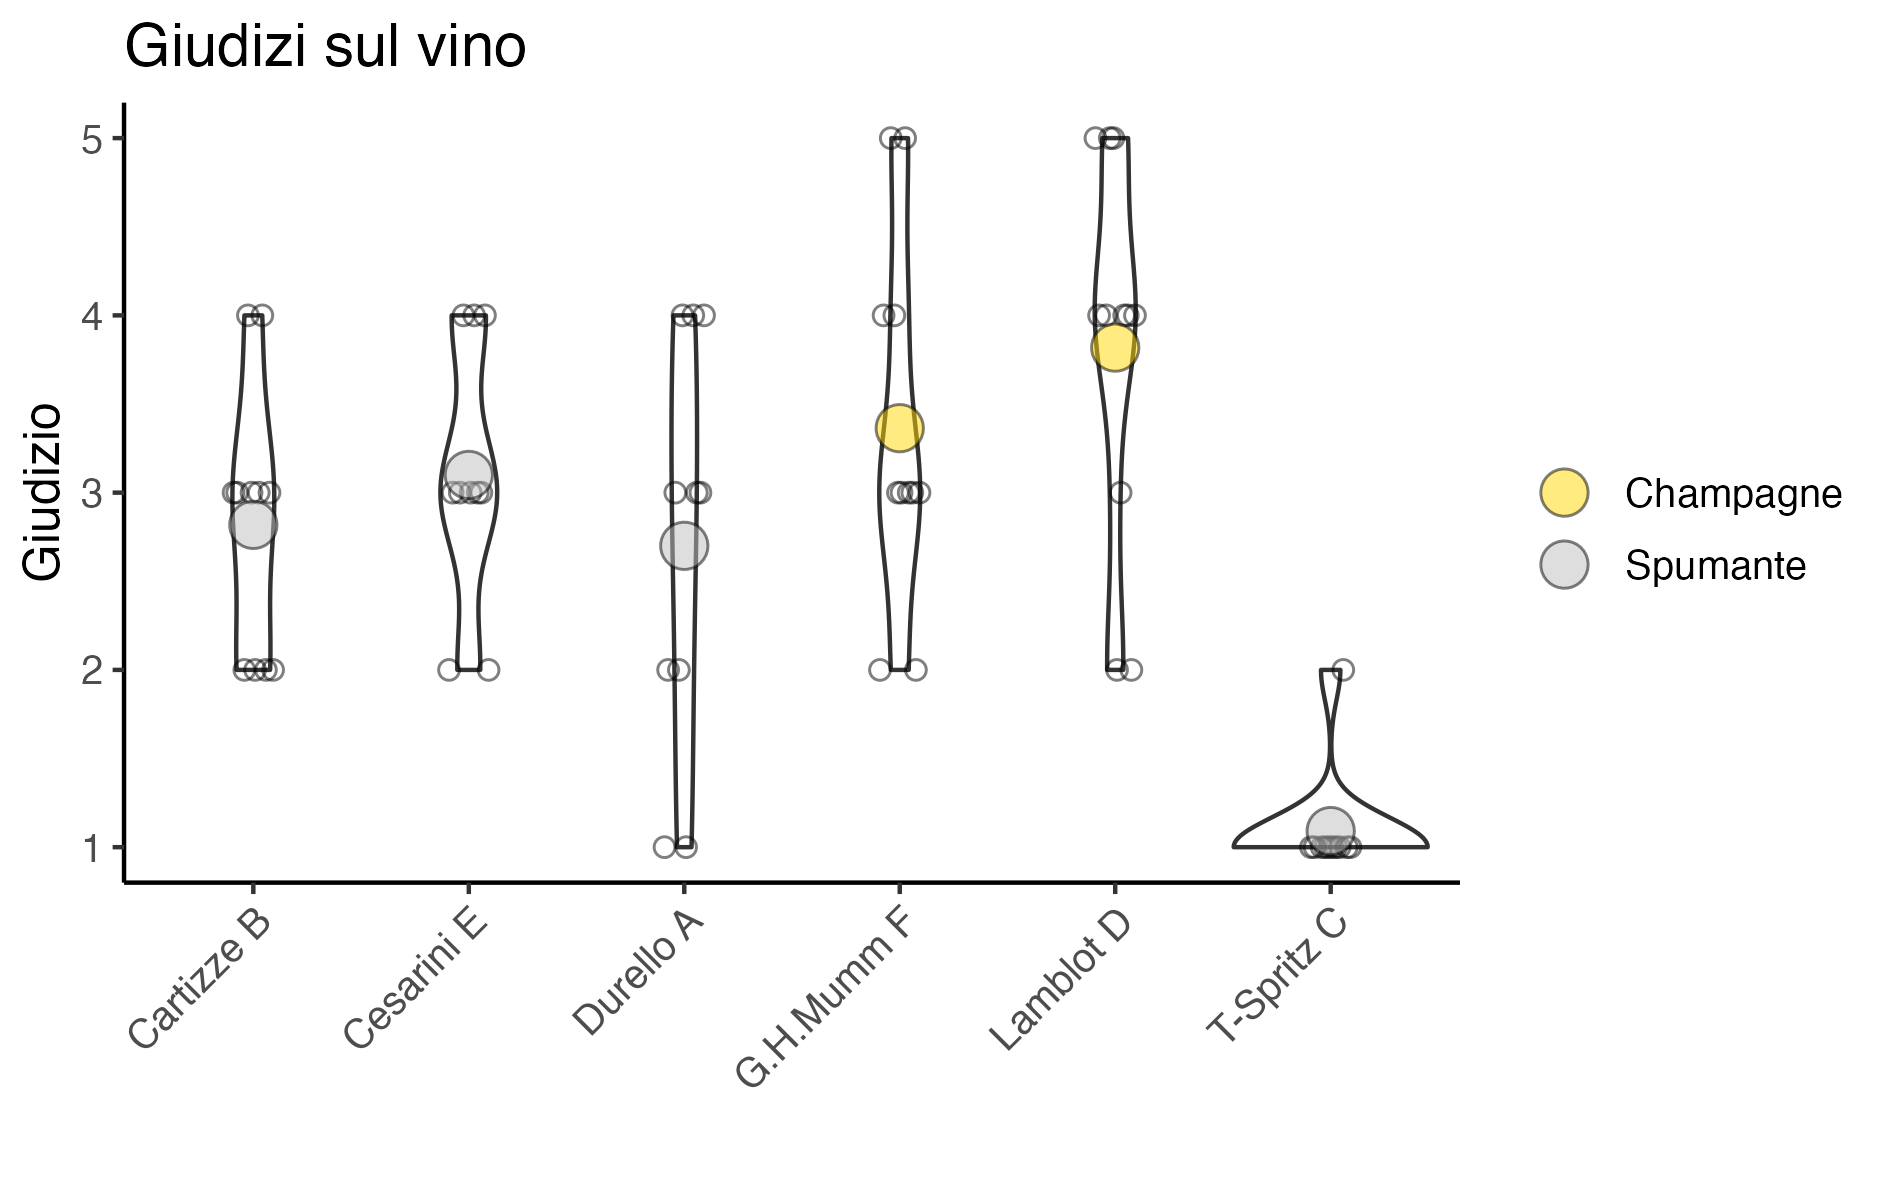 Giudizi sul vino
Giudizio
5
4
3
2
1
Cartizze B
Cesarini E
Durello A
G.H.Mumm F
Lamblot D
T-Spritz C
Champagne
Spumante